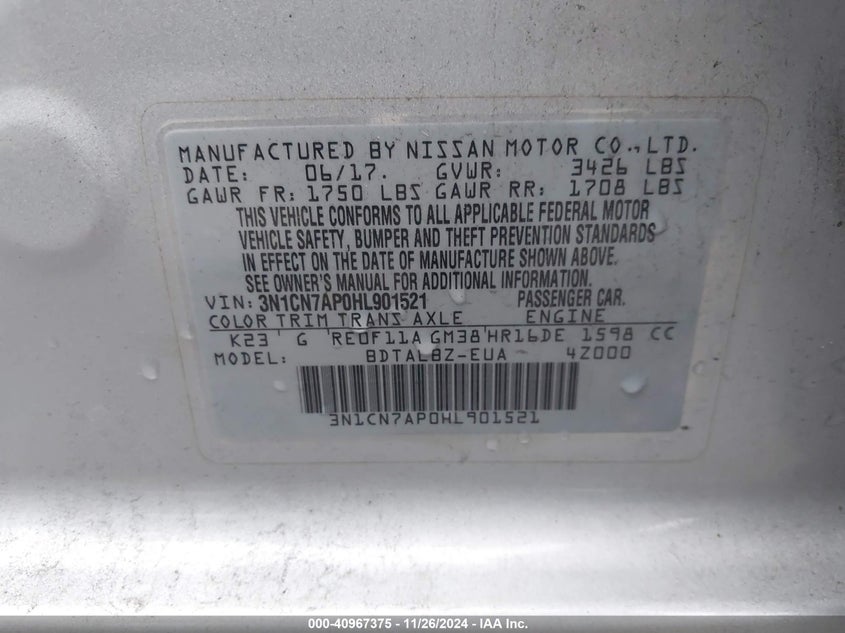 MANUFACTURED BY NISSAN MOTOR CO.,LTD.
DATE: 06/17. GVWR: 3426 LBS
GAWR FR: 1750 LBS GAWR RR: 1708 LBS
THIS VEHICLE CONFORMS TO ALL APPLICABLE FEDERAL MOTOR
VEHICLE SAFETY, BUMPER AND THEFT PREVENTION STANDARDS
IN EFFECT ON THE DATE OF MANUFACTURE SHOWN ABOVE.
SEE OWNER'S MANUAL FOR ADDITIONAL INFORMATION.
VIN: 3N1CN7AP0HL901521 PASSENGER CAR.
COLOR TRIM TRANS AXLE ENGINE
K23 G RE0F11A GM38 HR16DE 1598 CC
MODEL: BDTALBZ-EUA 4Z000
3N1CN7AP0HL901521
000-40967375 - 11/26/2024 - IAA Inc.